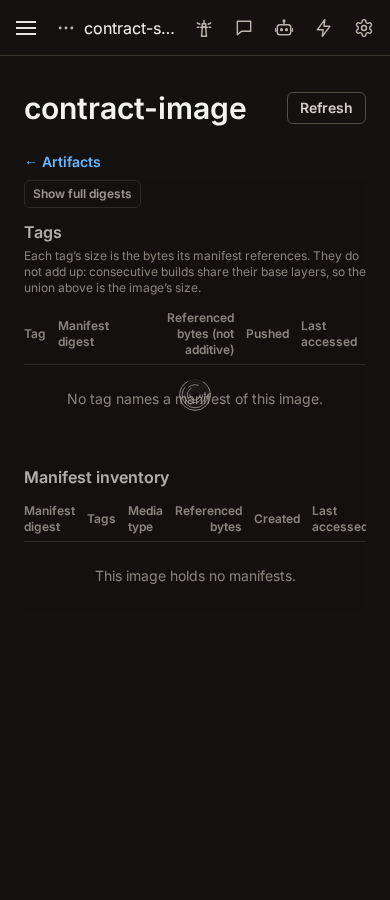 contract-s...
contract-image
Refresh
← Artifacts
Show full digests
Tags
Each tag's size is the bytes its manifest references. They do
not add up: consecutive builds share their base layers, so the
union above is the image's size.
Tag Manifest digest Referenced bytes (not additive) Pushed Last accessed
No tag names a manifest of this image.
Manifest inventory
Manifest digest Tags Media type Referenced bytes Created Last accessed
This image holds no manifests.